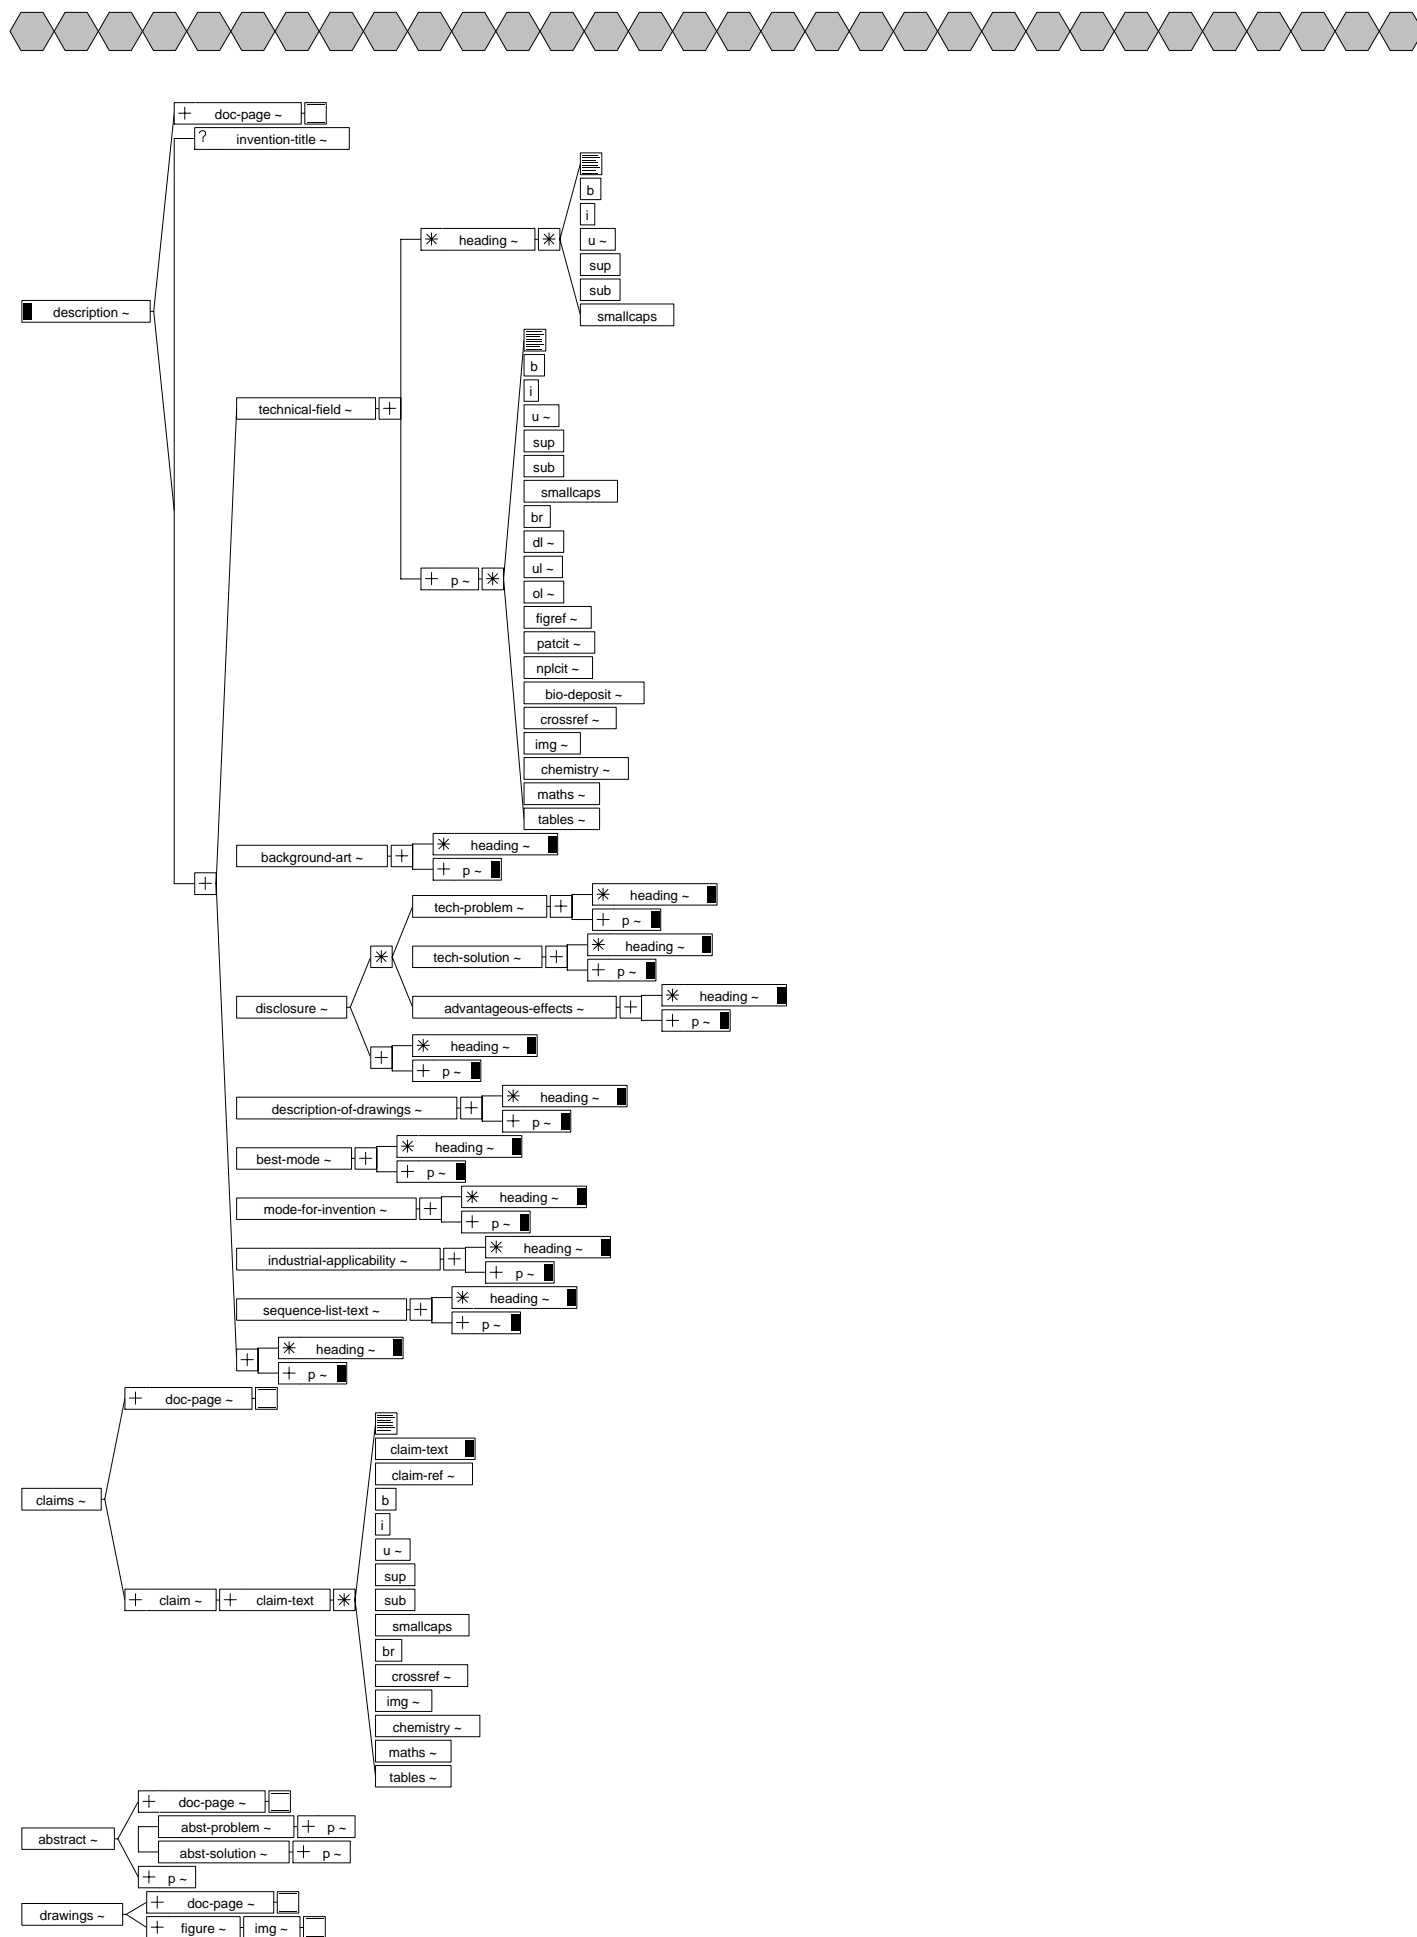 + doc-page ~
? invention-title ~
b
i
* heading ~ *
u ~
sup
sub
description ~
smallcaps
b
i
technical-field ~ +
u ~
sup
sub
smallcaps
br
dl ~
ul ~
+ p ~ *
ol ~
figref ~
patcit ~
nplcit ~
bio-deposit ~
crossref ~
img ~
chemistry ~
maths ~
tables ~
* heading ~
background-art ~ +
+ p ~
+
* heading ~
tech-problem ~ +
+ p ~
* heading ~
* tech-solution ~ +
+ p ~
* heading ~
disclosure ~
advantageous-effects ~ +
+ p ~
* heading ~
+
+ p ~
* heading ~
description-of-drawings ~ +
+ p ~
* heading ~
best-mode ~ +
+ p ~
* heading ~
mode-for-invention ~ +
+ p ~
* heading ~
industrial-applicability ~ +
+ p ~
* heading ~
sequence-list-text ~ +
+ p ~
* heading ~
+
+ p ~
+ doc-page ~
claim-text
claim-ref ~
claims ~
b
i
u ~
sup
+ claim ~ + claim-text *
sub
smallcaps
br
crossref ~
img ~
chemistry ~
maths ~
tables ~
+ doc-page ~
abst-problem ~ + p ~
abstract ~
abst-solution ~ + p ~
+ p ~
+ doc-page ~
drawings ~
+ figure ~ img ~